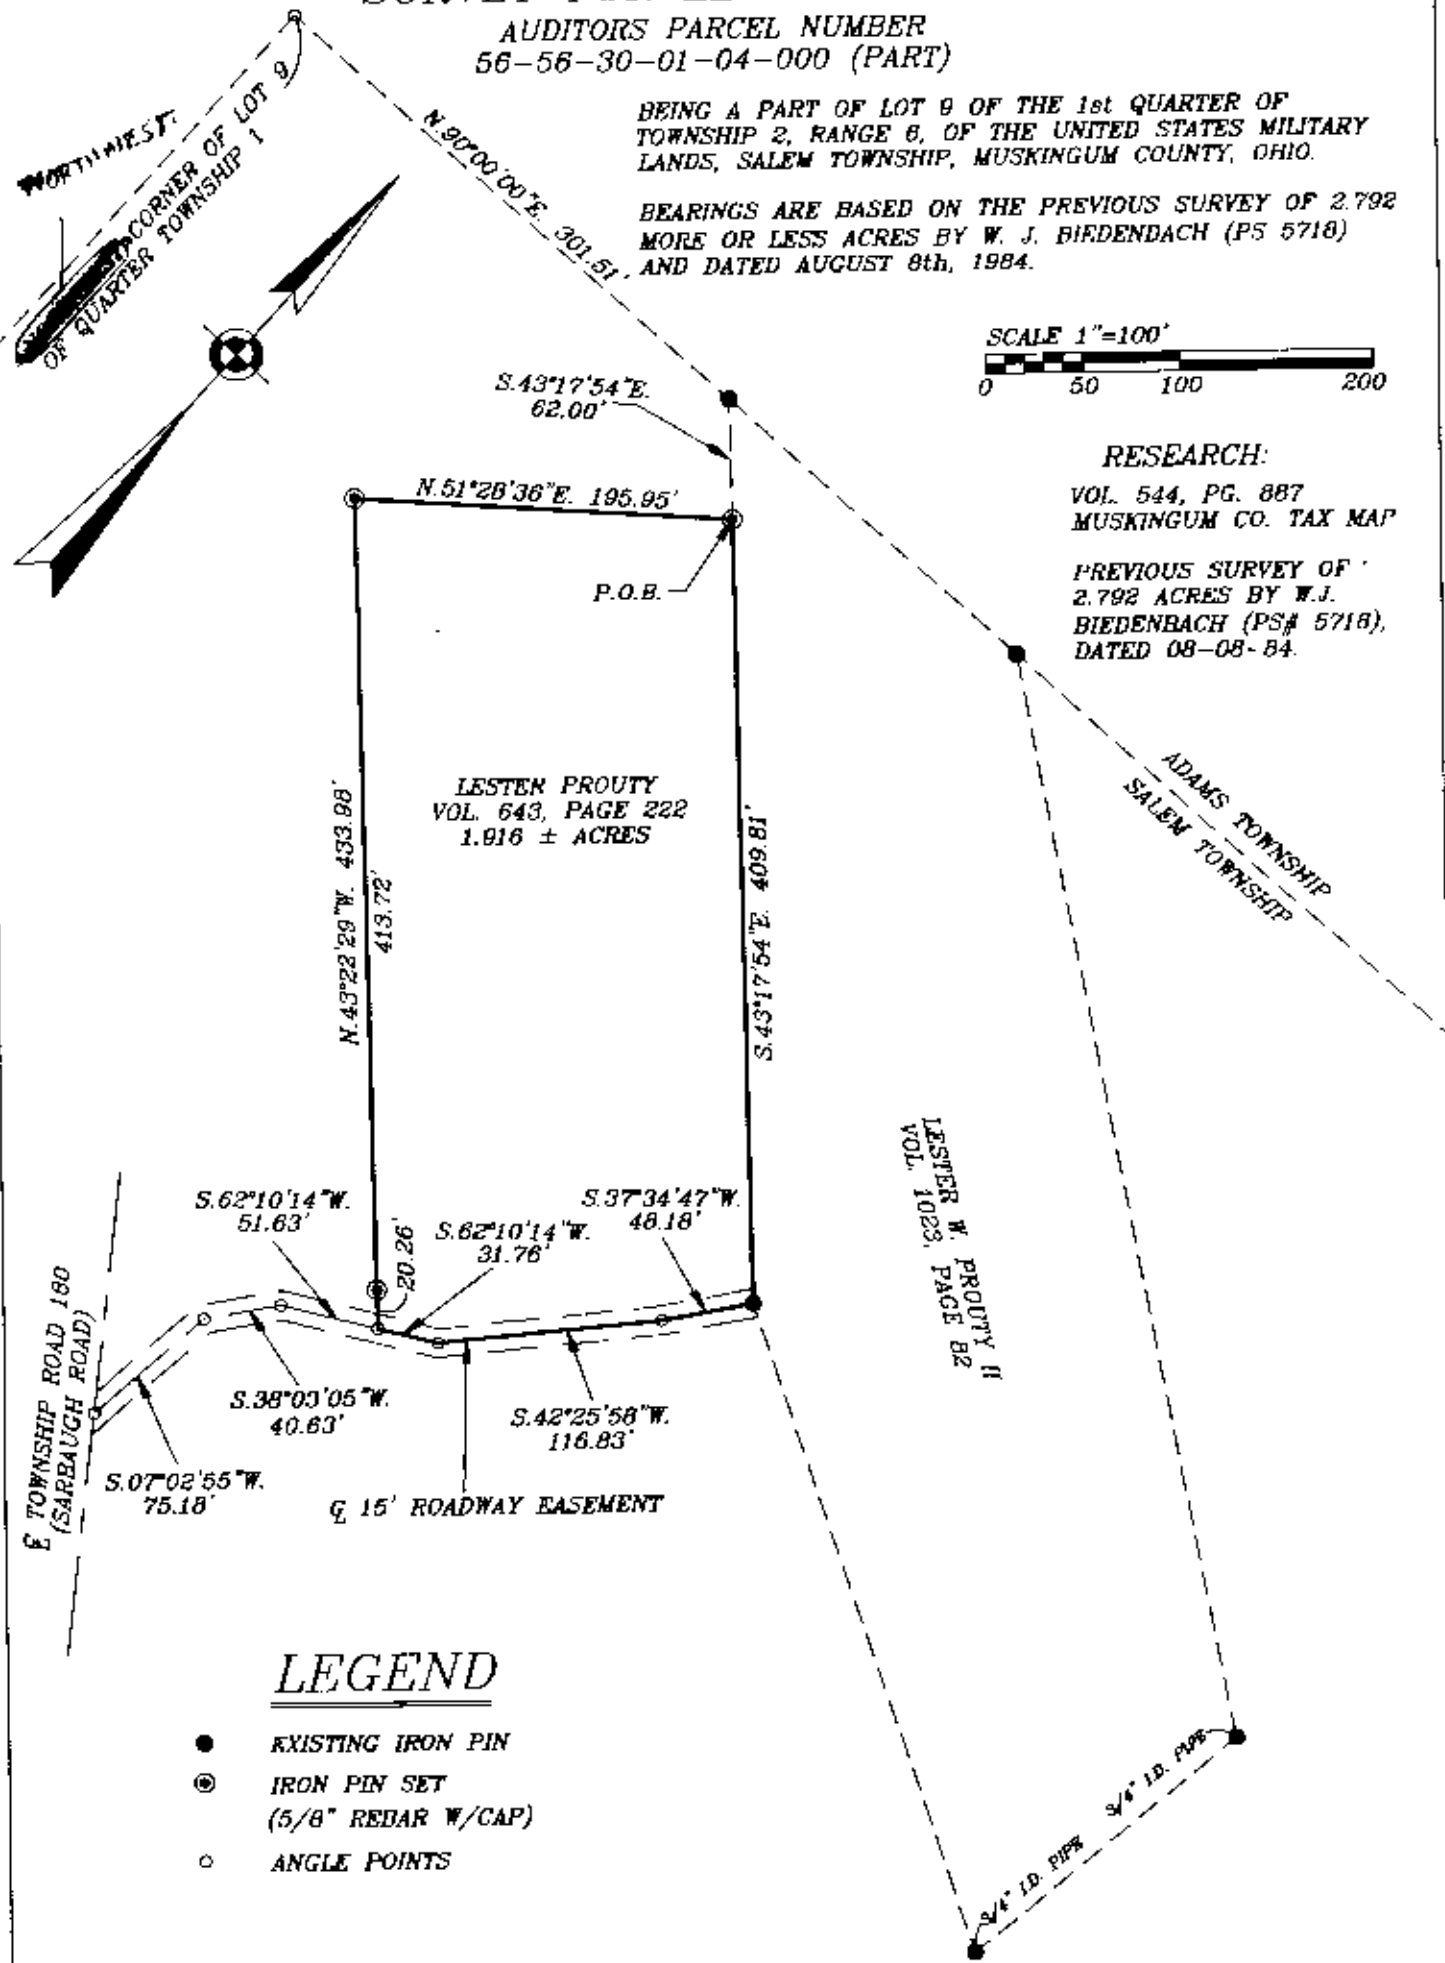 AUDITORS PARCEL NUMBER
56-56-30-01-04-000 (PART)
BEING A PART OF LOT 9 OF THE 1st QUARTER OF
TOWNSHIP 2, RANGE 6, OF THE UNITED STATES MILITARY
LANDS, SALEM TOWNSHIP, MUSKINGUM COUNTY, OHIO.
BEARINGS ARE BASED ON THE PREVIOUS SURVEY OF 2.792
MORE OR LESS ACRES BY W. J. BIEDENDACH (PS 5718)
AND DATED AUGUST 8th, 1984.
NORTHWEST
CORNER OF LOT 9
OF QUARTER TOWNSHIP 1
N.90°00'00"E. 301.51'
SCALE 1"=100'
0 50 100 200
S.43°17'54"E.
62.00'
RESEARCH:
VOL. 544, PG. 887
MUSKINGUM CO. TAX MAP
PREVIOUS SURVEY OF
2.792 ACRES BY W.J.
BIEDENBACH (PS# 5718),
DATED 08-08-84.
N.51°28'36"E. 195.95'
P.O.B.
LESTER PROUTY
VOL. 643, PAGE 222
1.916 ± ACRES
N.43°22'29"W. 433.98'
413.72'
S.43°17'54"E. 409.81'
ADAMS TOWNSHIP
SALEM TOWNSHIP
LESTER W. PROUTY II
VOL. 1023, PAGE 82
S.62°10'14"W.
51.63'
20.26'
S.62°10'14"W.
31.76'
S.37°34'47"W.
48.18'
℄ TOWNSHIP ROAD 180
(SARBAUGH ROAD)
S.38°03'05"W.
40.63'
S.42°25'58"W.
116.83'
S.07°02'55"W.
75.18'
℄ 15' ROADWAY EASEMENT
LEGEND
EXISTING IRON PIN
IRON PIN SET
(5/8" REBAR W/CAP)
ANGLE POINTS
3/4" I.D. PIPE
3/4" I.D. PIPE